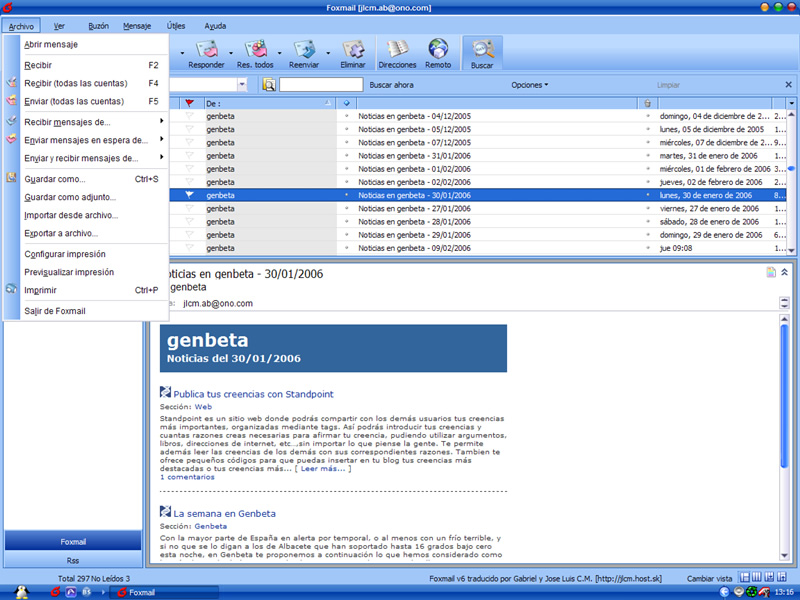 Foxmail [jlcm.ab@ono.com]
Archivo Ver Buzón Mensaje Útiles Ayuda
Responder Res. todos Reenviar Eliminar Direcciones Remoto Buscar
Buscar ahora Opciones Limpiar
Abrir mensaje
Recibir F2
Recibir (todas las cuentas) F4
Enviar (todas las cuentas) F5
Recibir mensajes de...
Enviar mensajes en espera de...
Enviar y recibir mensajes de...
Guardar como... Ctrl+S
Guardar como adjunto...
Importar desde archivo...
Exportar a archivo...
Configurar impresión
Previsualizar impresión
Imprimir Ctrl+P
Salir de Foxmail
De :
genbeta Noticias en genbeta - 04/12/2005 domingo, 04 de diciembre de 2... 2...
genbeta Noticias en genbeta - 05/12/2005 lunes, 05 de diciembre de 2005 1...
genbeta Noticias en genbeta - 07/12/2005 miércoles, 07 de diciembre de 2... 9...
genbeta Noticias en genbeta - 31/01/2006 martes, 31 de enero de 2006 1...
genbeta Noticias en genbeta - 01/02/2006 miércoles, 01 de febrero de 2006 1...
genbeta Noticias en genbeta - 02/02/2006 jueves, 02 de febrero de 2006 2...
genbeta Noticias en genbeta - 30/01/2006 lunes, 30 de enero de 2006 8...
genbeta Noticias en genbeta - 27/01/2006 viernes, 27 de enero de 2006 1...
genbeta Noticias en genbeta - 28/01/2006 sábado, 28 de enero de 2006 1...
genbeta Noticias en genbeta - 29/01/2006 domingo, 29 de enero de 2006 6...
genbeta Noticias en genbeta - 09/02/2006 jue 09:08 1...
oticias en genbeta - 30/01/2006
genbeta
jlcm.ab@ono.com
genbeta
Noticias del 30/01/2006
Publica tus creencias con Standpoint
Sección: Web
Standpoint es un sitio web donde podrás compartir con los demás usuarios tus creencias
más importantes, organizadas mediante tags. Así podrás introducir tus creencias y
cuantas razones creas necesarias para afirmar tu creencia, pudiendo utilizar argumentos,
libros, direcciones de internet, etc..,sin importar lo que piense la gente. Te permite
además leer las creencias de los demás con sus correspondientes razones. Tambien te
ofrece pequeños códigos para que puedas insertar en tu blog tus creencias más
destacadas o tus creencias más... [ Leer más... ]
1 comentarios
La semana en Genbeta
Sección: Genbeta
Con la mayor parte de España en alerta por temporal, o al menos con un frío terrible, y
si no que se lo digan a los de Albacete que han soportado hasta 16 grados bajo cero
esta noche, en Genbeta te proponemos a continuación lo que hemos considerado como
Foxmail
Rss
Total 297 No Leídos 3 Foxmail v6 traducido por Gabriel y Jose Luis C.M. [http://jlcm.host.sk] Cambiar vista
Foxmail 13:16